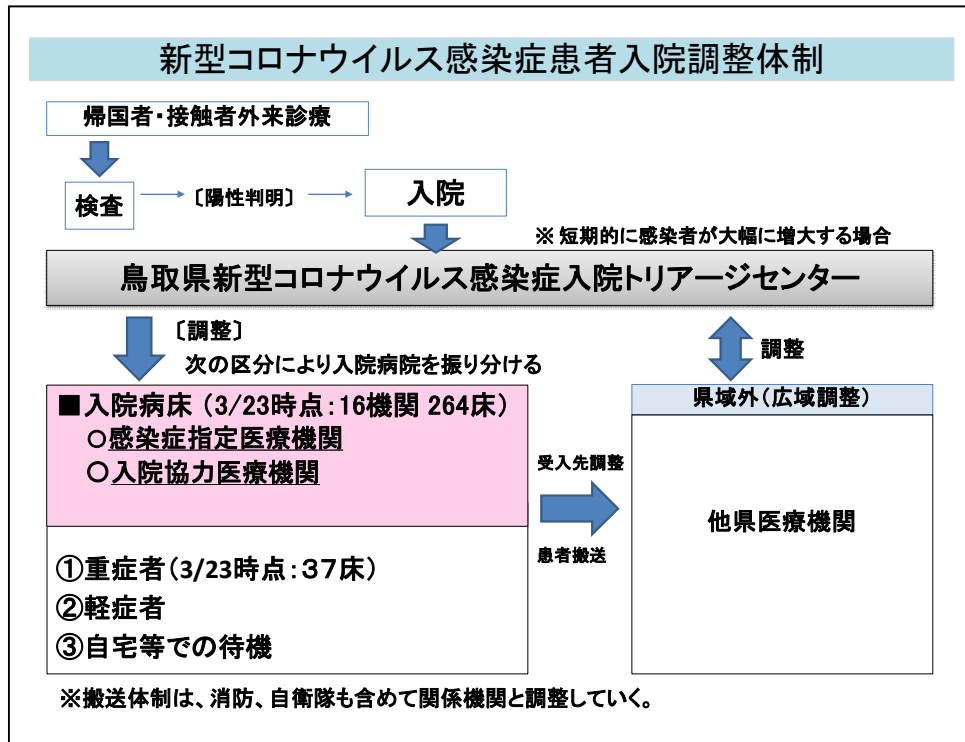 新型コロナウイルス感染症患者入院調整体制
帰国者・接触者外来診療
検査
〔陽性判明〕
入院
※ 短期的に感染者が大幅に増大する場合
鳥取県新型コロナウイルス感染症入院トリアージセンター
〔調整〕
次の区分により入院病院を振り分ける
調整
■入院病床（3/23時点：16機関 264床）
○感染症指定医療機関
○入院協力医療機関
①重症者（3/23時点：３７床）
②軽症者
③自宅等での待機
受入先調整
患者搬送
県域外（広域調整）
他県医療機関
※搬送体制は、消防、自衛隊も含めて関係機関と調整していく。